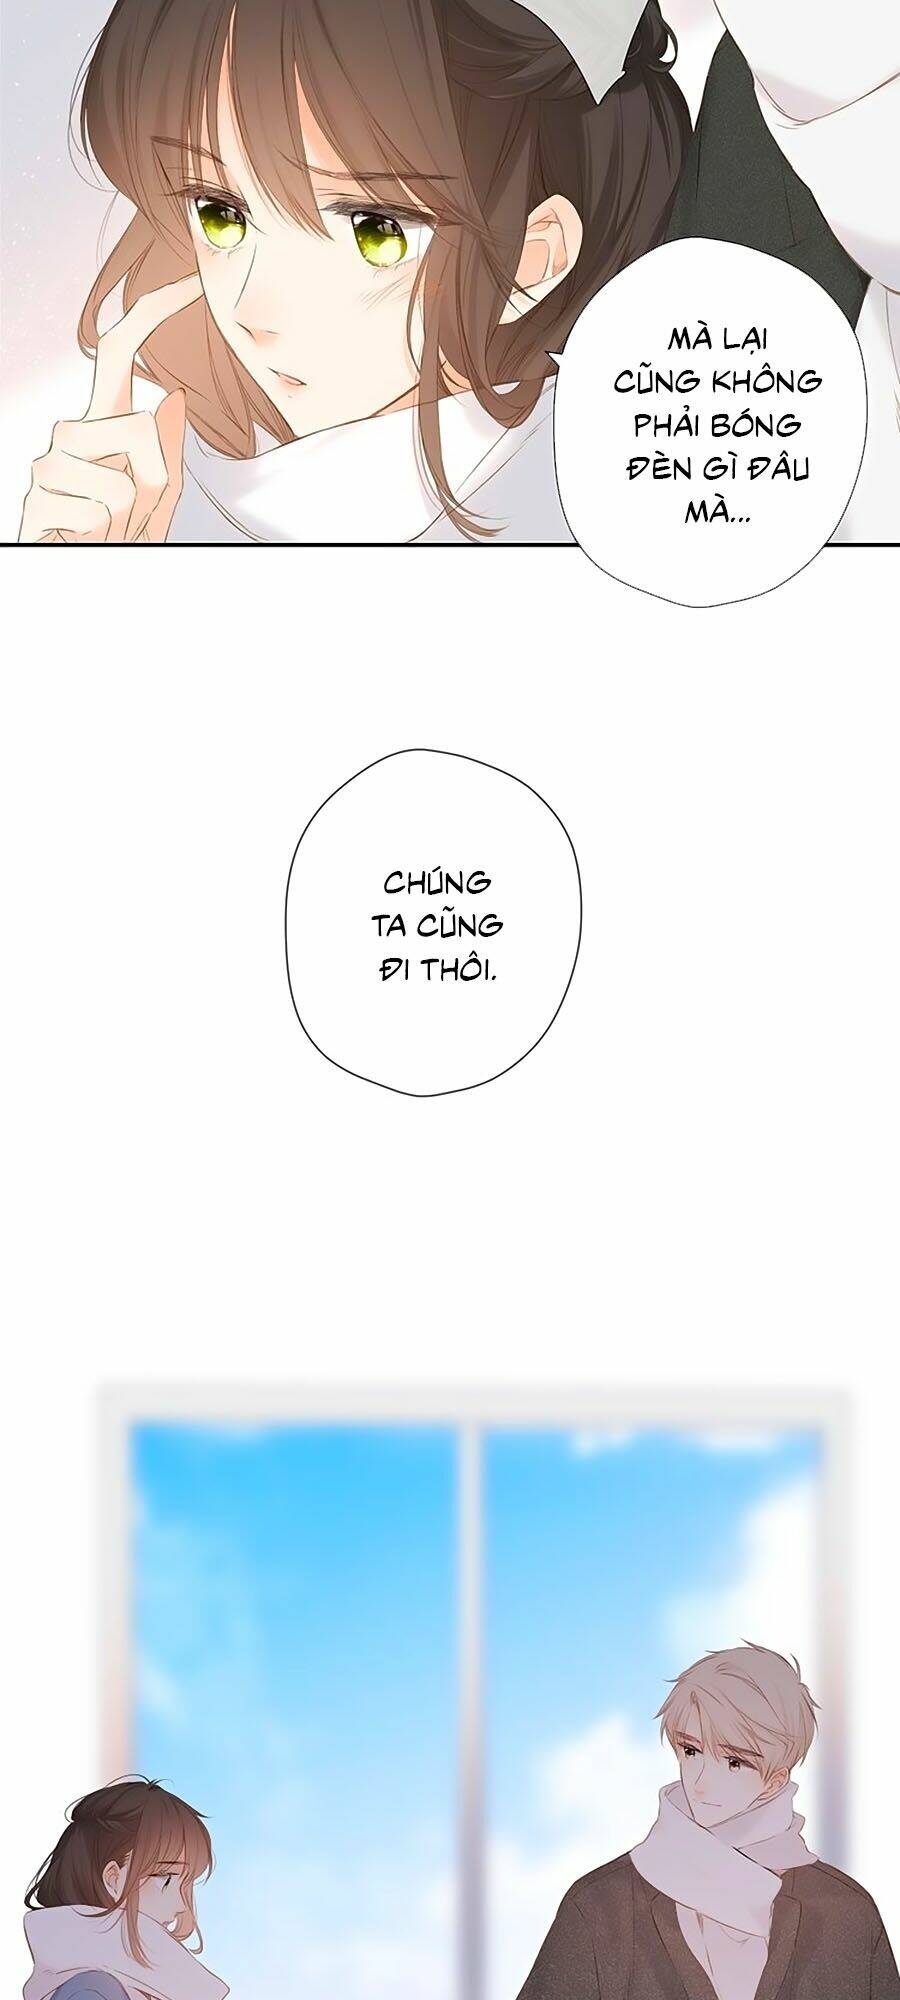 MÀ LẠI
CŨNG KHÔNG
PHẢI BÓNG
ĐÈN GÌ ĐÂU
MÀ...
CHÚNG
TA CŨNG
ĐI THÔI.